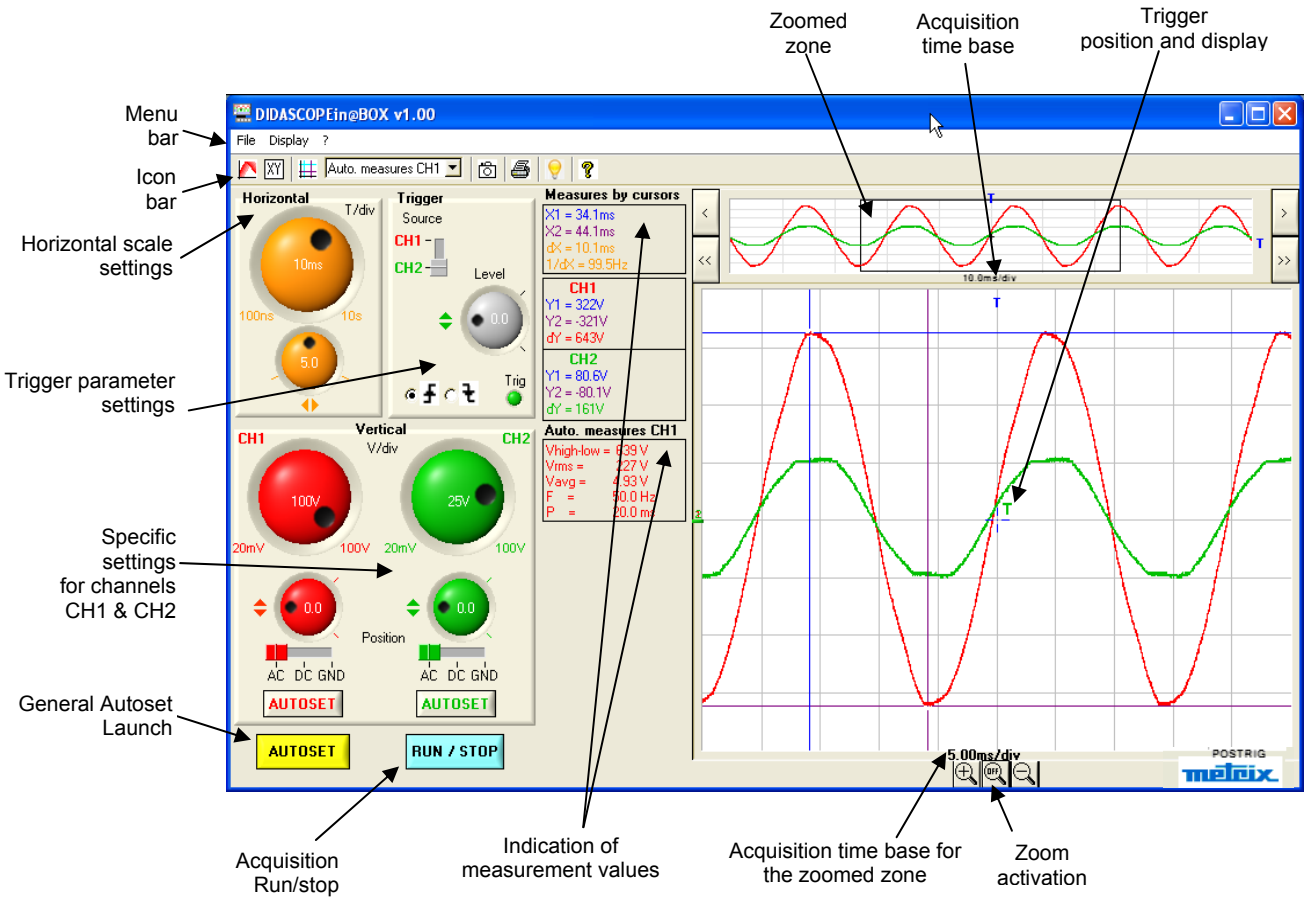 Zoomed
zone
Acquisition
time base
Trigger
position and display
Menu
bar
Icon
bar
Horizontal scale
settings
Trigger parameter
settings
Specific
settings
for channels
CH1 & CH2
General Autoset
Launch
DIDASCOPEin@BOX v1.00
File Display ?
XY
Auto. measures CH1
Horizontal
T/div
10ms
100ns
10s
5.0
Trigger
Source
CH1
CH2
Level
0.0
Trig
Vertical
V/div
CH1
CH2
100V
20mV
100V
25V
20mV
100V
0.0
0.0
Position
AC DC GND
AC DC GND
AUTOSET
AUTOSET
AUTOSET
RUN / STOP
Measures by cursors
X1 = 34.1ms
X2 = 44.1ms
dX = 10.1ms
1/dX = 99.5Hz
CH1
Y1 = 322V
Y2 = -321V
dY = 643V
CH2
Y1 = 80.6V
Y2 = -80.1V
dY = 161V
Auto. measures CH1
Vhigh-low = 639 V
Vrms = 227 V
Vavg = 4.93 V
F = 50.0 Hz
P = 20.0 ms
<
<<
>
>>
T
T
10.0ms/div
T
T
5.00ms/div
OFF
POSTRIG
metrix
Acquisition
Run/stop
Indication of
measurement values
Acquisition time base for
the zoomed zone
Zoom
activation